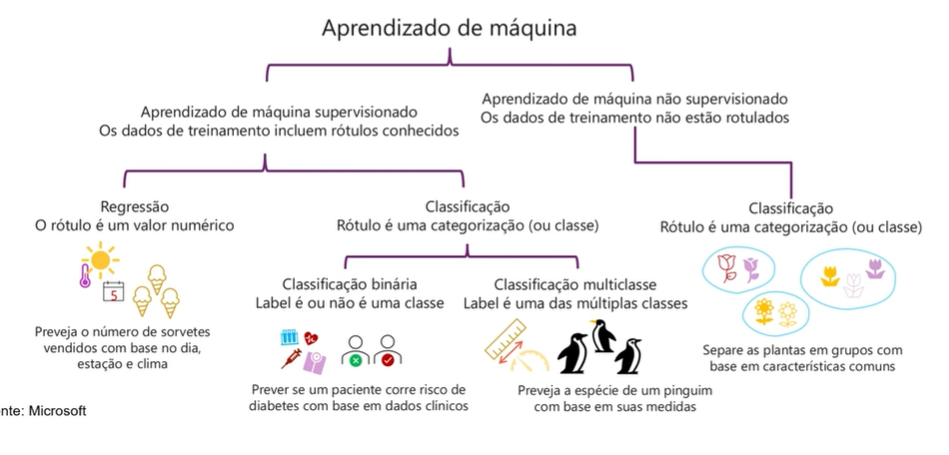 Aprendizado de máquina
Aprendizado de máquina supervisionado
Os dados de treinamento incluem rótulos conhecidos
Aprendizado de máquina não supervisionado
Os dados de treinamento não estão rotulados
Regressão
O rótulo é um valor numérico
Classificação
Rótulo é uma categorização (ou classe)
Classificação
Rótulo é uma categorização (ou classe)
5
Preveja o número de sorvetes
vendidos com base no dia,
estação e clima
Classificação binária
Label é ou não é uma classe
Prever se um paciente corre risco de
diabetes com base em dados clínicos
Classificação multiclasse
Label é uma das múltiplas classes
Preveja a espécie de um pinguim
com base em suas medidas
Separe as plantas em grupos com
base em características comuns
nte: Microsoft